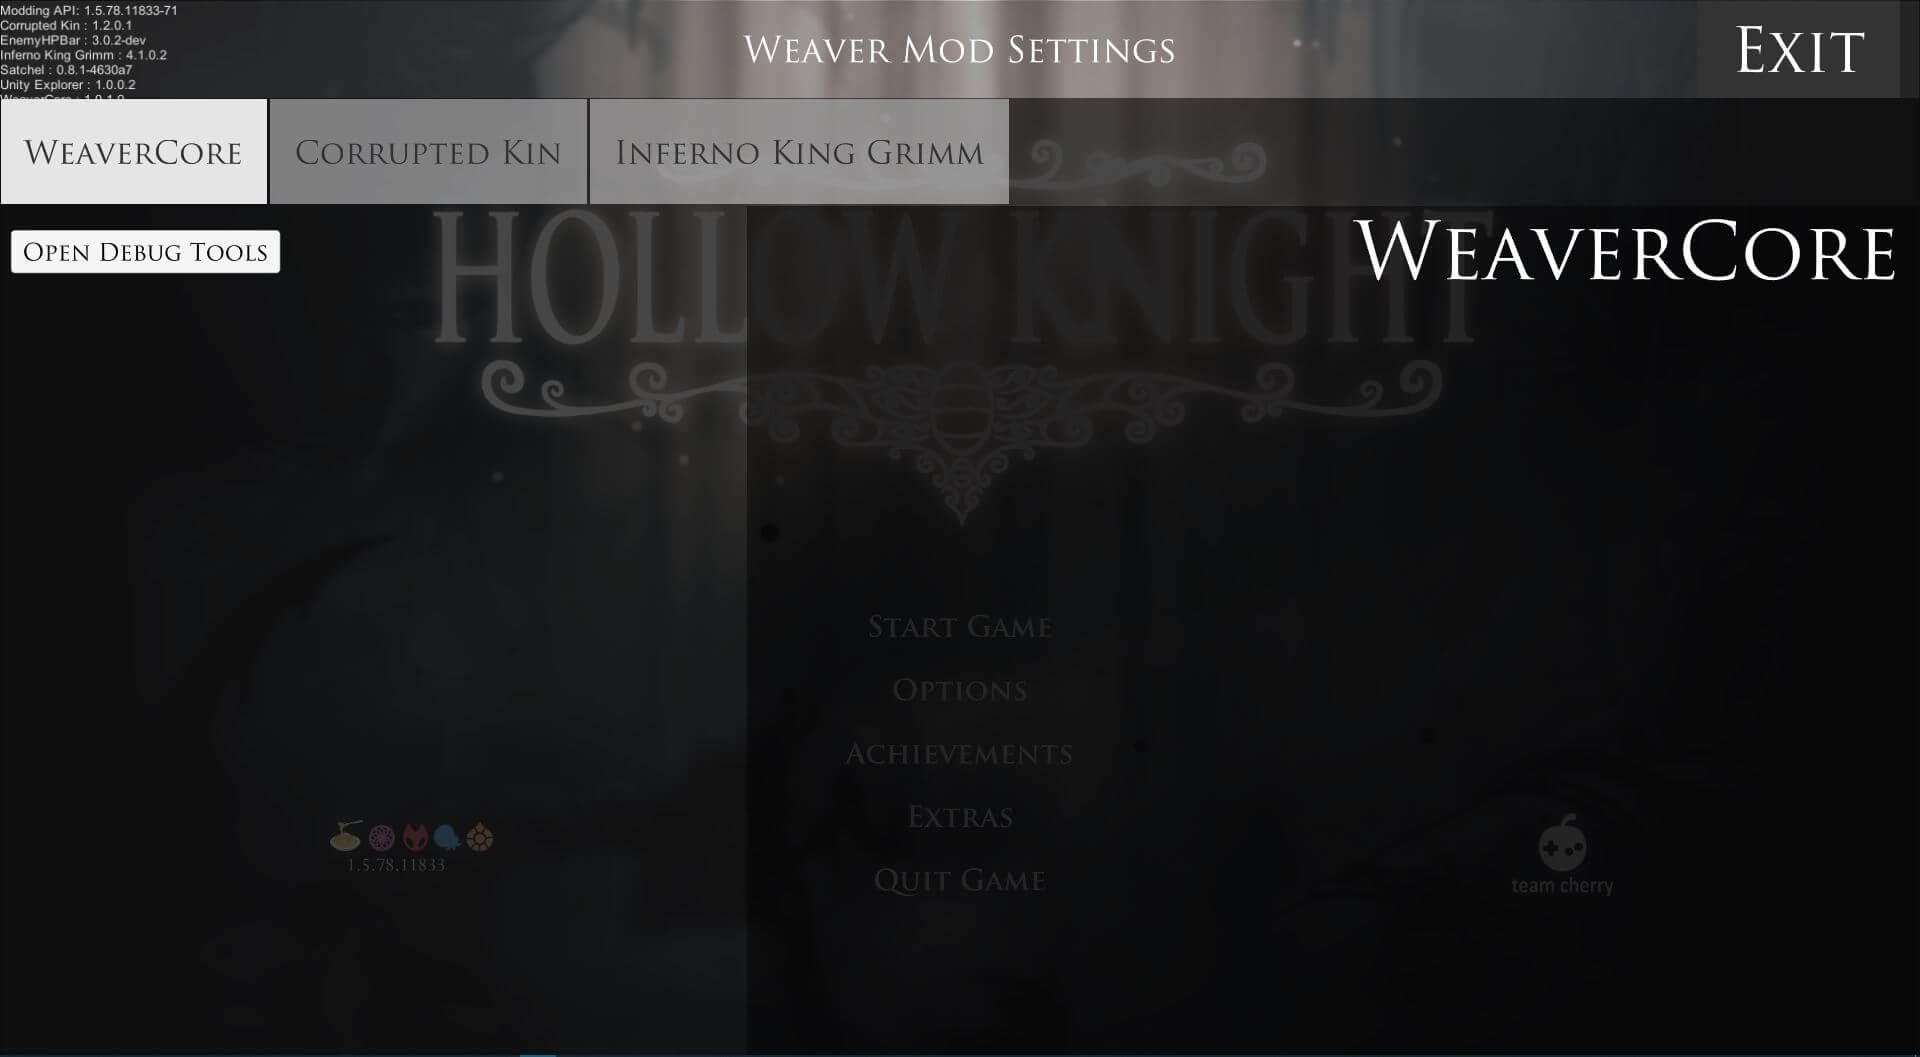 Modding API: 1.5.78.11833-71
Corrupted Kin : 1.2.0.1
EnemyHPBar : 3.0.2-dev
Inferno King Grimm : 4.1.0.2
Satchel : 0.8.1-4630a7
Unity Explorer : 1.0.0.2
Weaver Mod Settings
Exit
WeaverCore
Corrupted Kin
Inferno King Grimm
Open Debug Tools
WeaverCore
HOLLOW KNIGHT
Start Game
Options
Achievements
Extras
Quit Game
1.5.78.11833
team cherry